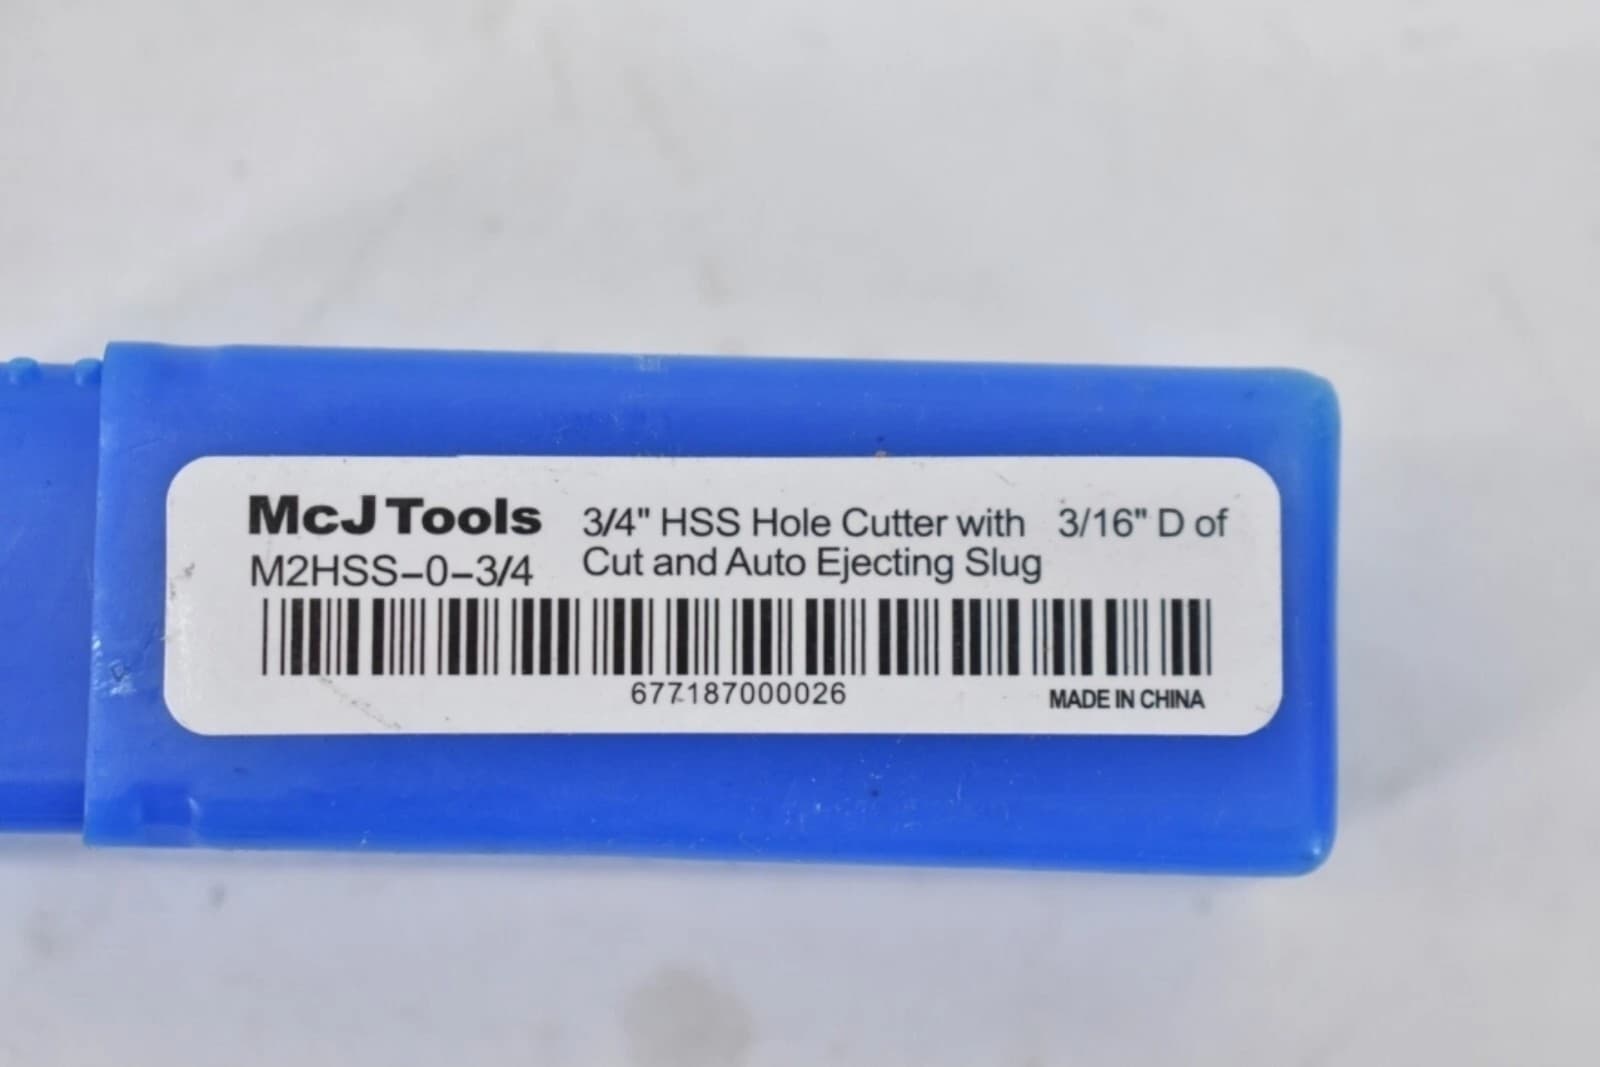 McJ Tools 3/4" HSS Hole Cutter with 3/16" D of
M2HSS-0-3/4 Cut and Auto Ejecting Slug
677187000026 MADE IN CHINA